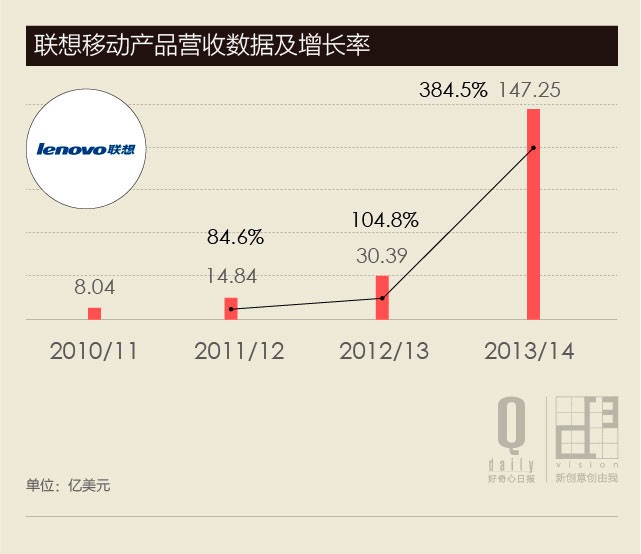 联想移动产品营收数据及增长率
lenovo联想
384.5% 147.25
104.8%
84.6%
30.39
14.84
8.04
2010/11 2011/12 2012/13 2013/14
Q
daily
好奇心日报
vision
新创意创由我
单位：亿美元